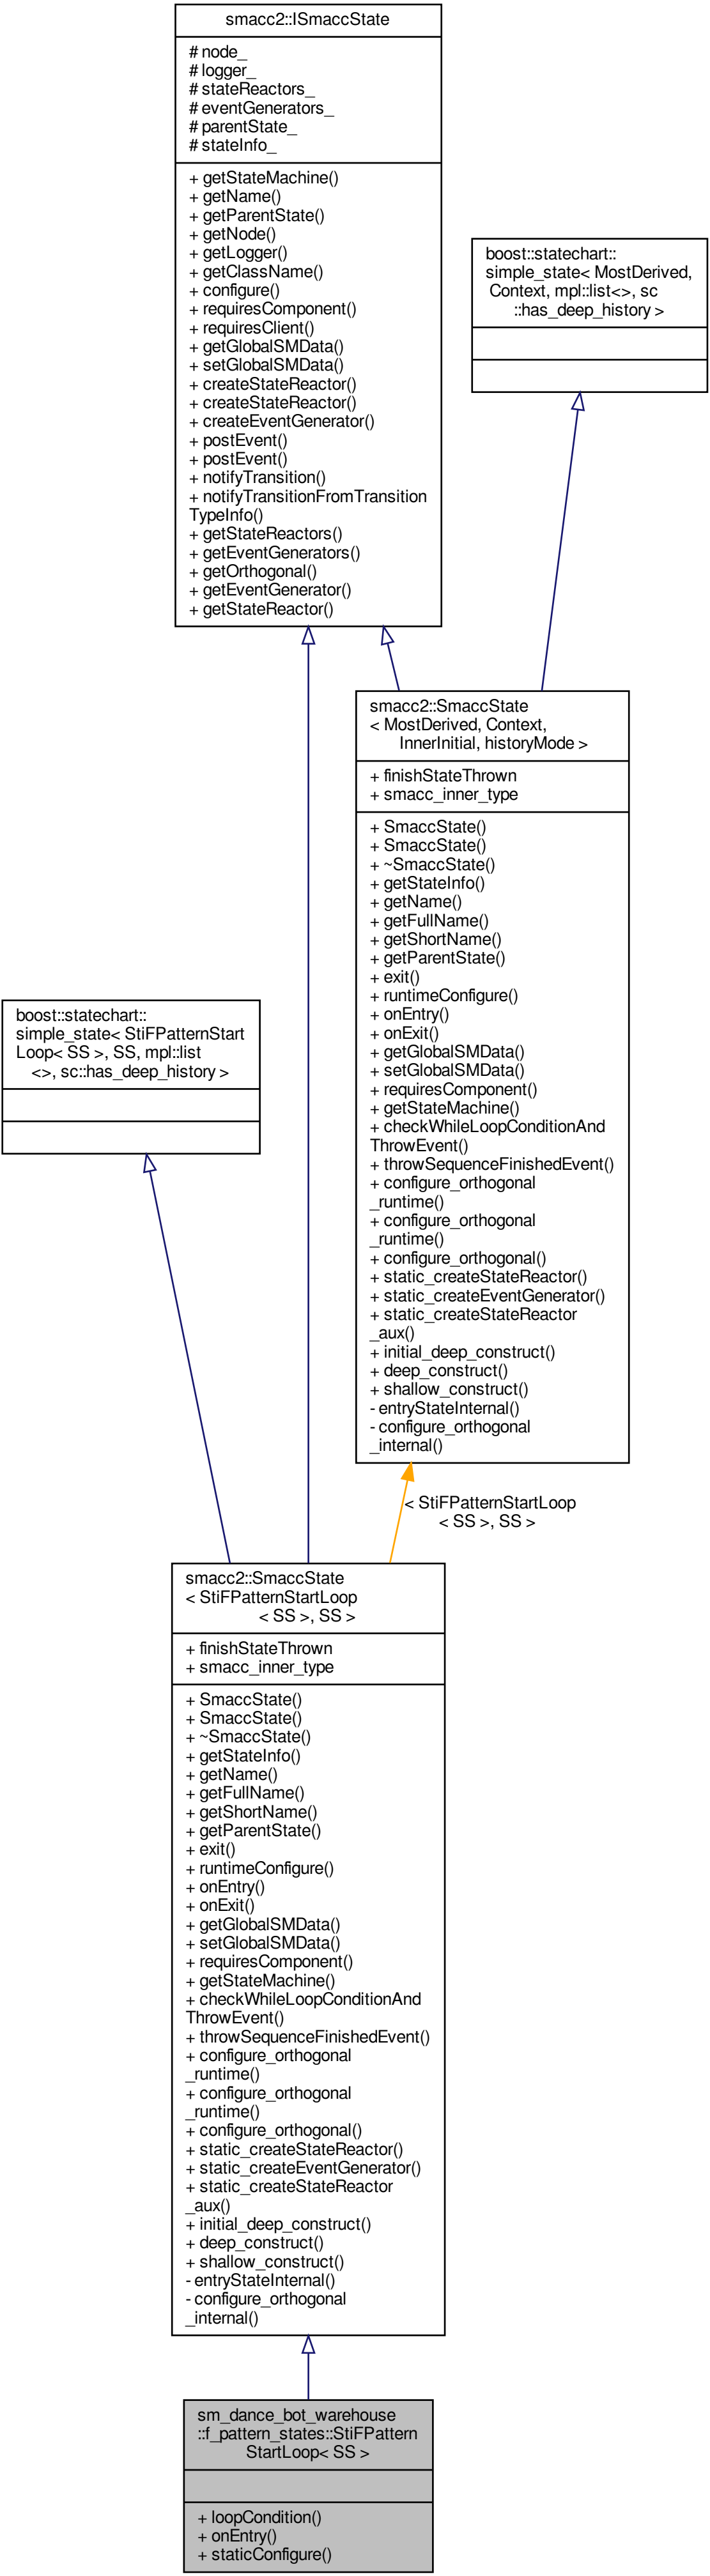 smacc2::ISmaccState
# node_
# logger_
# stateReactors_
# eventGenerators_
# parentState_
# stateInfo_
+ getStateMachine()
+ getName()
+ getParentState()
+ getNode()
+ getLogger()
+ getClassName()
+ configure()
+ requiresComponent()
+ requiresClient()
+ getGlobalSMData()
+ setGlobalSMData()
+ createStateReactor()
+ createStateReactor()
+ createEventGenerator()
+ postEvent()
+ postEvent()
+ notifyTransition()
+ notifyTransitionFromTransition
TypeInfo()
+ getStateReactors()
+ getEventGenerators()
+ getOrthogonal()
+ getEventGenerator()
+ getStateReactor()
boost::statechart::
simple_state< MostDerived,
Context, mpl::list<>, sc
::has_deep_history >
smacc2::SmaccState
< MostDerived, Context,
InnerInitial, historyMode >
+ finishStateThrown
+ smacc_inner_type
+ SmaccState()
+ SmaccState()
+ ~SmaccState()
+ getStateInfo()
+ getName()
+ getFullName()
+ getShortName()
+ getParentState()
+ exit()
+ runtimeConfigure()
+ onEntry()
+ onExit()
+ getGlobalSMData()
+ setGlobalSMData()
+ requiresComponent()
+ getStateMachine()
+ checkWhileLoopConditionAnd
ThrowEvent()
+ throwSequenceFinishedEvent()
+ configure_orthogonal
_runtime()
+ configure_orthogonal
_runtime()
+ configure_orthogonal()
+ static_createStateReactor()
+ static_createEventGenerator()
+ static_createStateReactor
_aux()
+ initial_deep_construct()
+ deep_construct()
+ shallow_construct()
- entryStateInternal()
- configure_orthogonal
_internal()
boost::statechart::
simple_state< StiFPatternStart
Loop< SS >, SS, mpl::list
<>, sc::has_deep_history >
< StiFPatternStartLoop
< SS >, SS >
smacc2::SmaccState
< StiFPatternStartLoop
< SS >, SS >
+ finishStateThrown
+ smacc_inner_type
+ SmaccState()
+ SmaccState()
+ ~SmaccState()
+ getStateInfo()
+ getName()
+ getFullName()
+ getShortName()
+ getParentState()
+ exit()
+ runtimeConfigure()
+ onEntry()
+ onExit()
+ getGlobalSMData()
+ setGlobalSMData()
+ requiresComponent()
+ getStateMachine()
+ checkWhileLoopConditionAnd
ThrowEvent()
+ throwSequenceFinishedEvent()
+ configure_orthogonal
_runtime()
+ configure_orthogonal
_runtime()
+ configure_orthogonal()
+ static_createStateReactor()
+ static_createEventGenerator()
+ static_createStateReactor
_aux()
+ initial_deep_construct()
+ deep_construct()
+ shallow_construct()
- entryStateInternal()
- configure_orthogonal
_internal()
sm_dance_bot_warehouse
::f_pattern_states::StiFPattern
StartLoop< SS >
+ loopCondition()
+ onEntry()
+ staticConfigure()